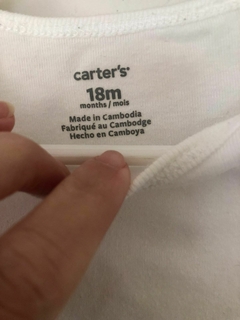 carter's
18m
months / mois
Made in Cambodia
Fabriqué au Cambodge
Hecho en Camboya